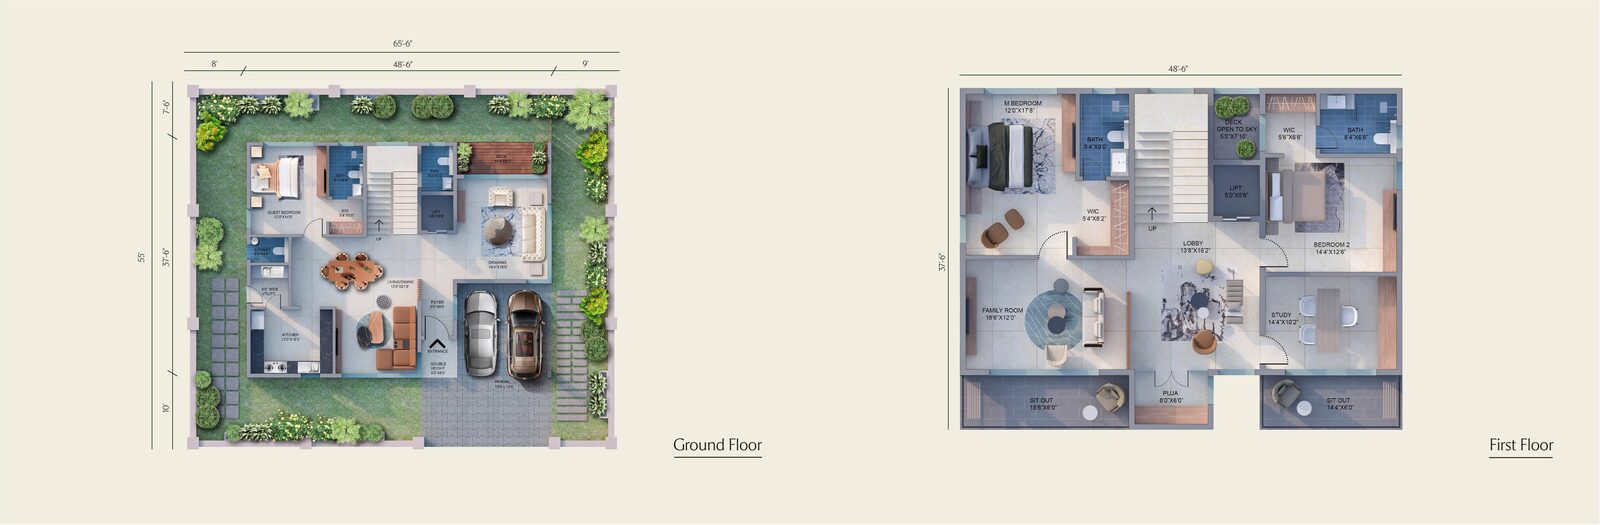 65'-6"
8'
48'-6"
9'
7'-6"
55'
37'-6"
10'
GUEST BEDROOM
BATH
WIC
UP
LIFT
DECK
DRAWING
LIVING/DINING
FOYER
UTILITY
KITCHEN
ENTRANCE
DOUBLE
HEIGHT
PARKING
Ground Floor
48'-6"
37'-6"
M.BEDROOM
12'0"X17'8"
BATH
5'4"X9'0"
WIC
5'4"X8'2"
UP
DECK
OPEN TO SKY
5'0"X7'10"
LIFT
5'0"X5'8"
WIC
5'6"X6'6"
BATH
8'4"X6'6"
BEDROOM 2
14'4"X12'6"
LOBBY
13'8"X16'2"
FAMILY ROOM
18'6"X12'0"
STUDY
14'4"X10'2"
PUJA
8'0"X6'0"
SIT OUT
18'6"X6'0"
SIT OUT
14'4"X6'0"
First Floor